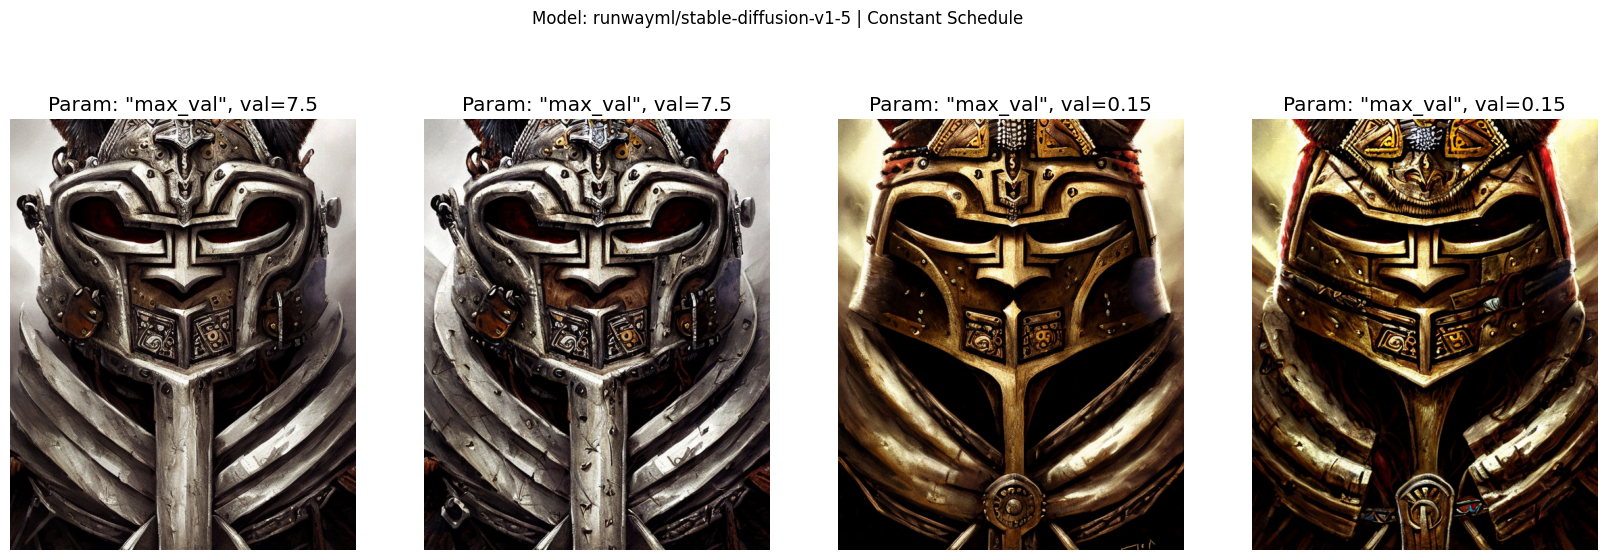 Model: runwayml/stable-diffusion-v1-5 | Constant Schedule
Param: "max_val", val=7.5
Param: "max_val", val=7.5
Param: "max_val", val=0.15
Param: "max_val", val=0.15